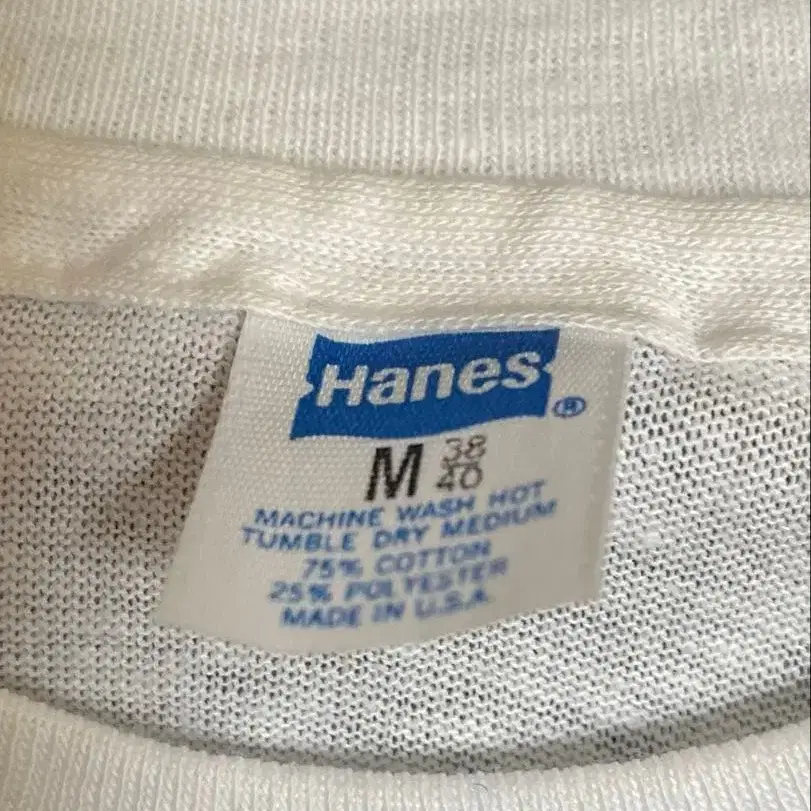 Hanes®
M 38
40
MACHINE WASH HOT
TUMBLE DRY MEDIUM
75% COTTON
25% POLYESTER
MADE IN U.S.A.